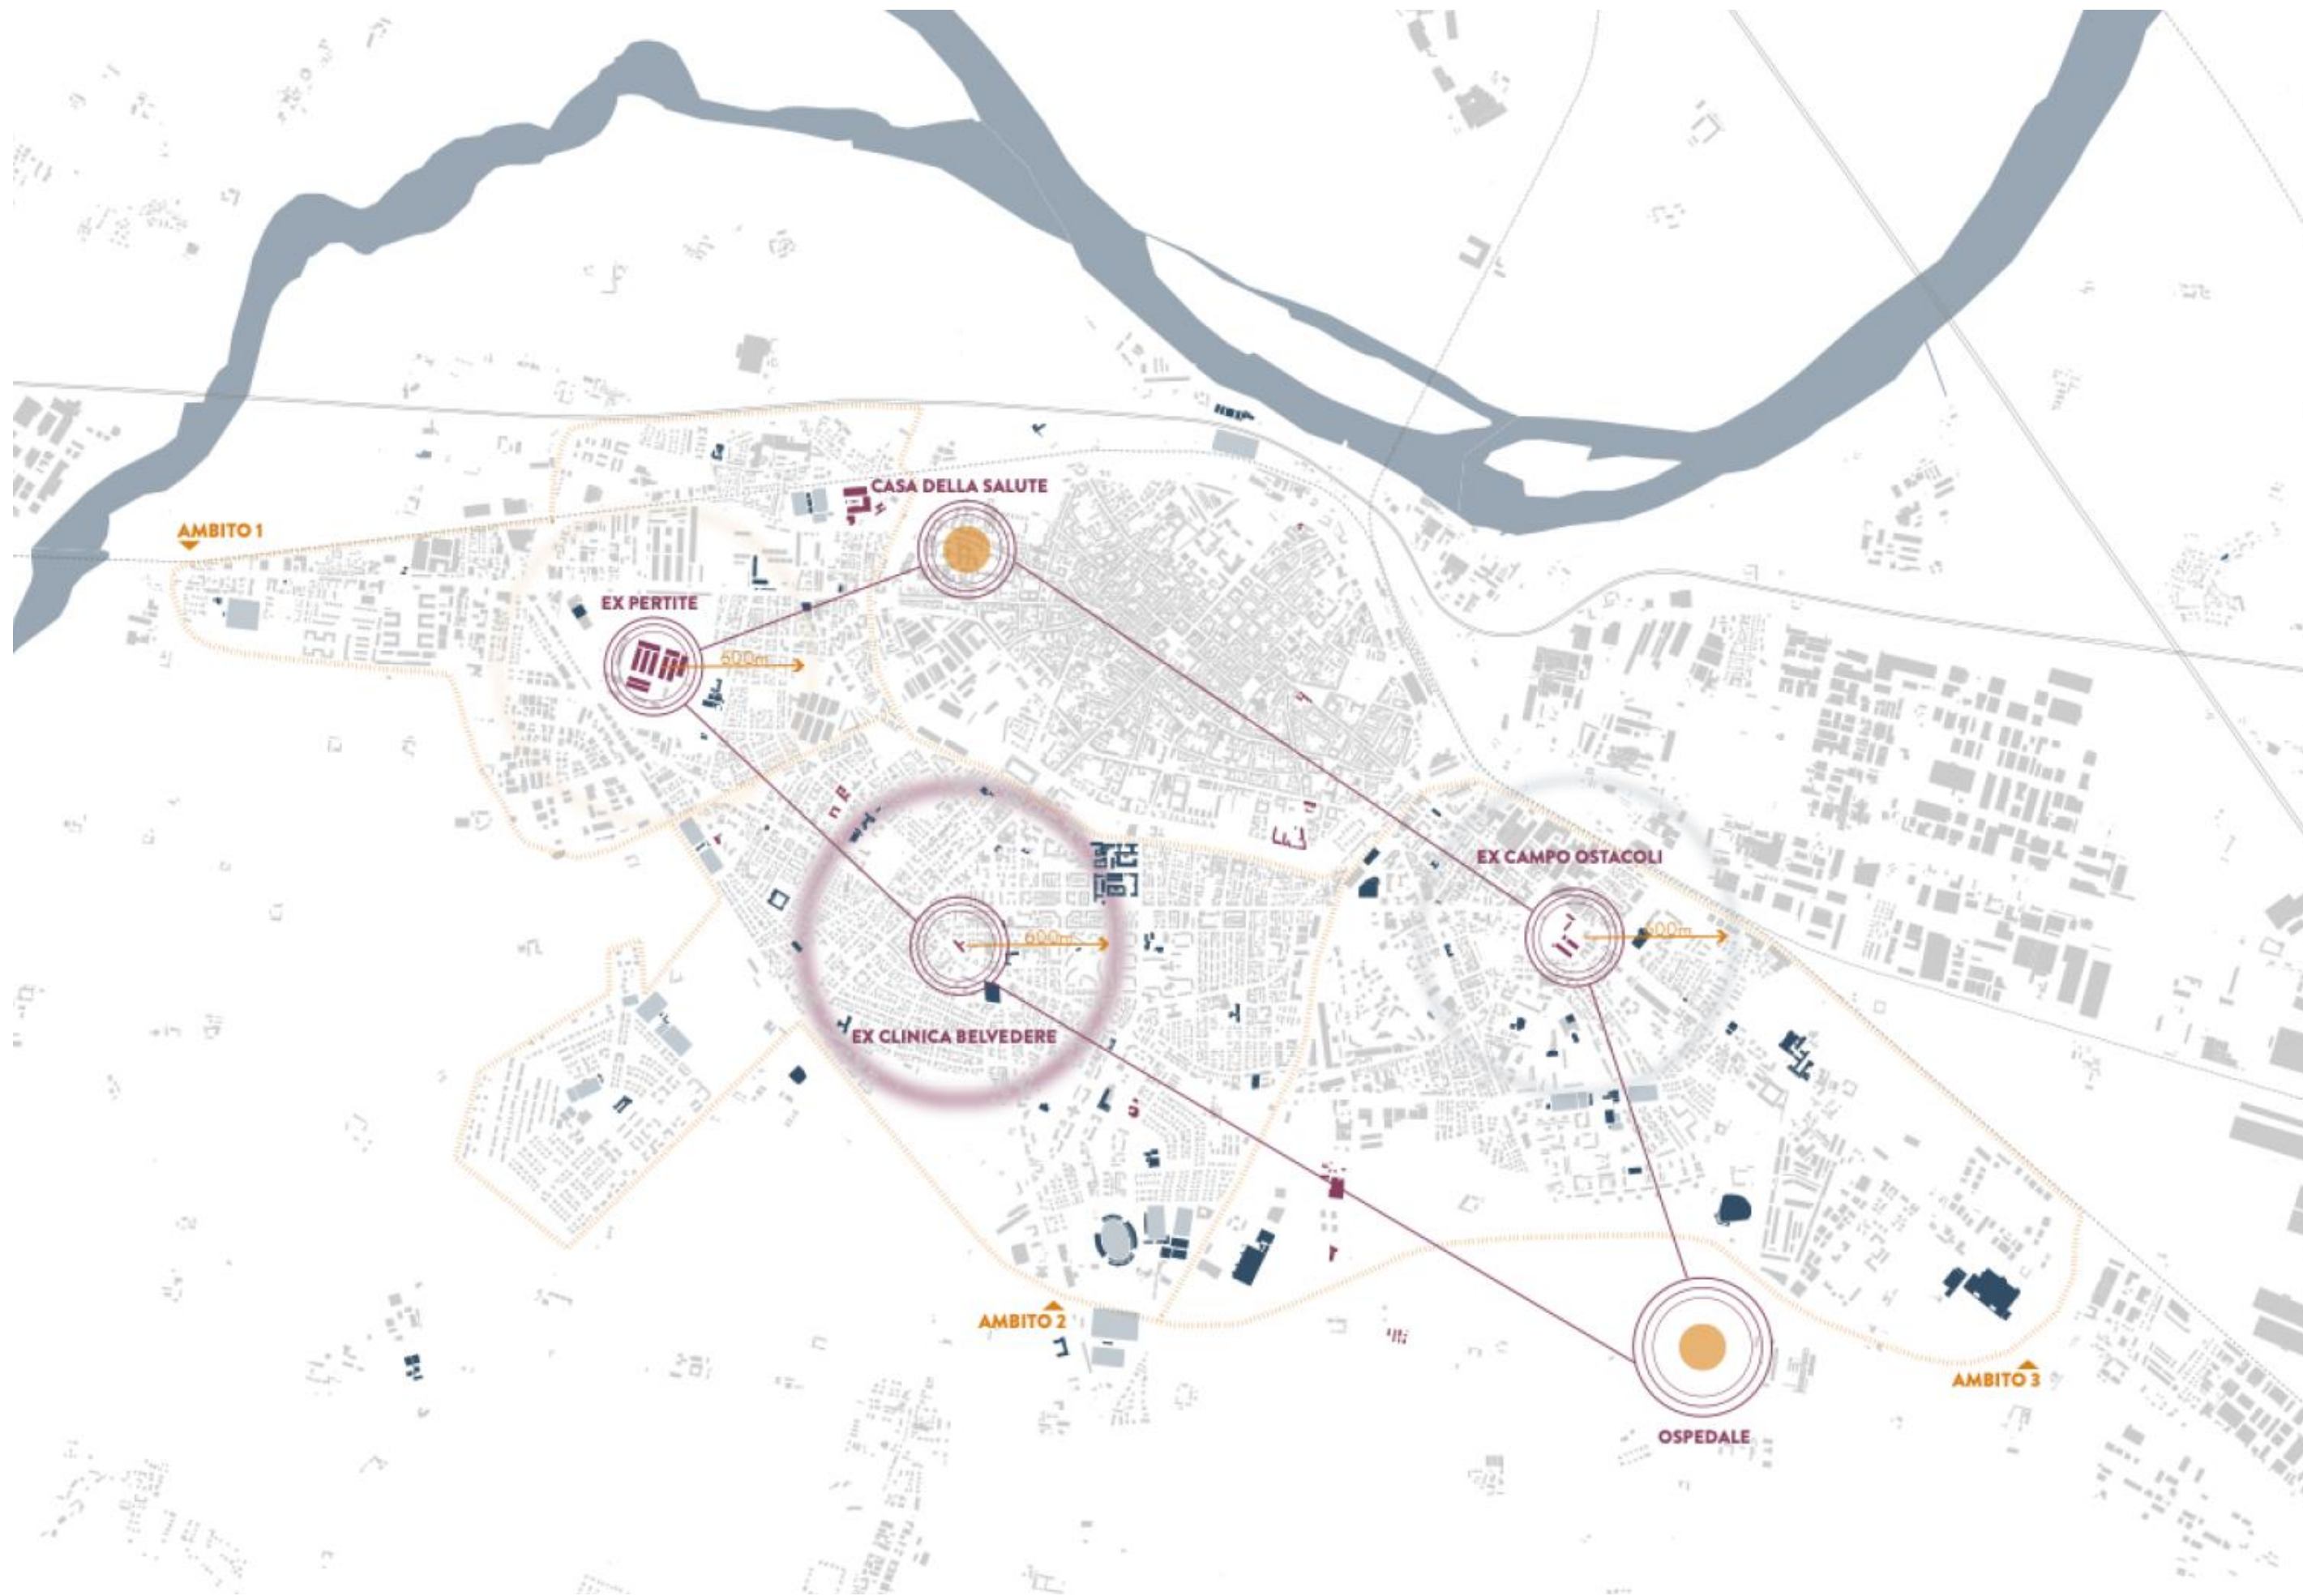 CASA DELLA SALUTE
AMBITO 1
EX PERTITE
600m
EX CAMPO OSTACOLI
600m
600m
EX CLINICA BELVEDERE
AMBITO 2
AMBITO 3
OSPEDALE